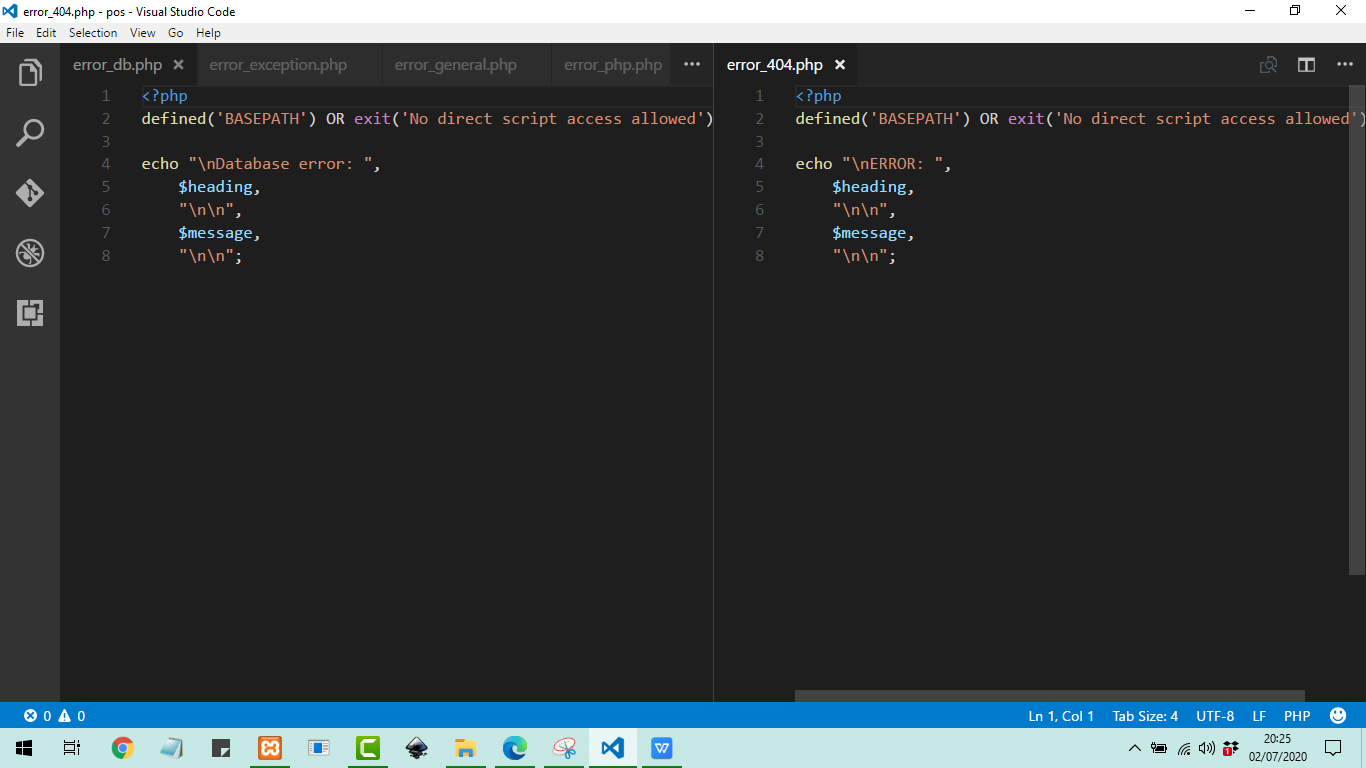 error_404.php - pos - Visual Studio Code
File Edit Selection View Go Help
error_db.php error_exception.php error_general.php error_php.php
1 <?php
2 defined('BASEPATH') OR exit('No direct script access allowed')
3
4 echo "\nDatabase error: ",
5 $heading,
6 "\n\n",
7 $message,
8 "\n\n";
error_404.php
1 <?php
2 defined('BASEPATH') OR exit('No direct script access allowed')
3
4 echo "\nERROR: ",
5 $heading,
6 "\n\n",
7 $message,
8 "\n\n";
0 0 Ln 1, Col 1 Tab Size: 4 UTF-8 LF PHP
20:25
02/07/2020